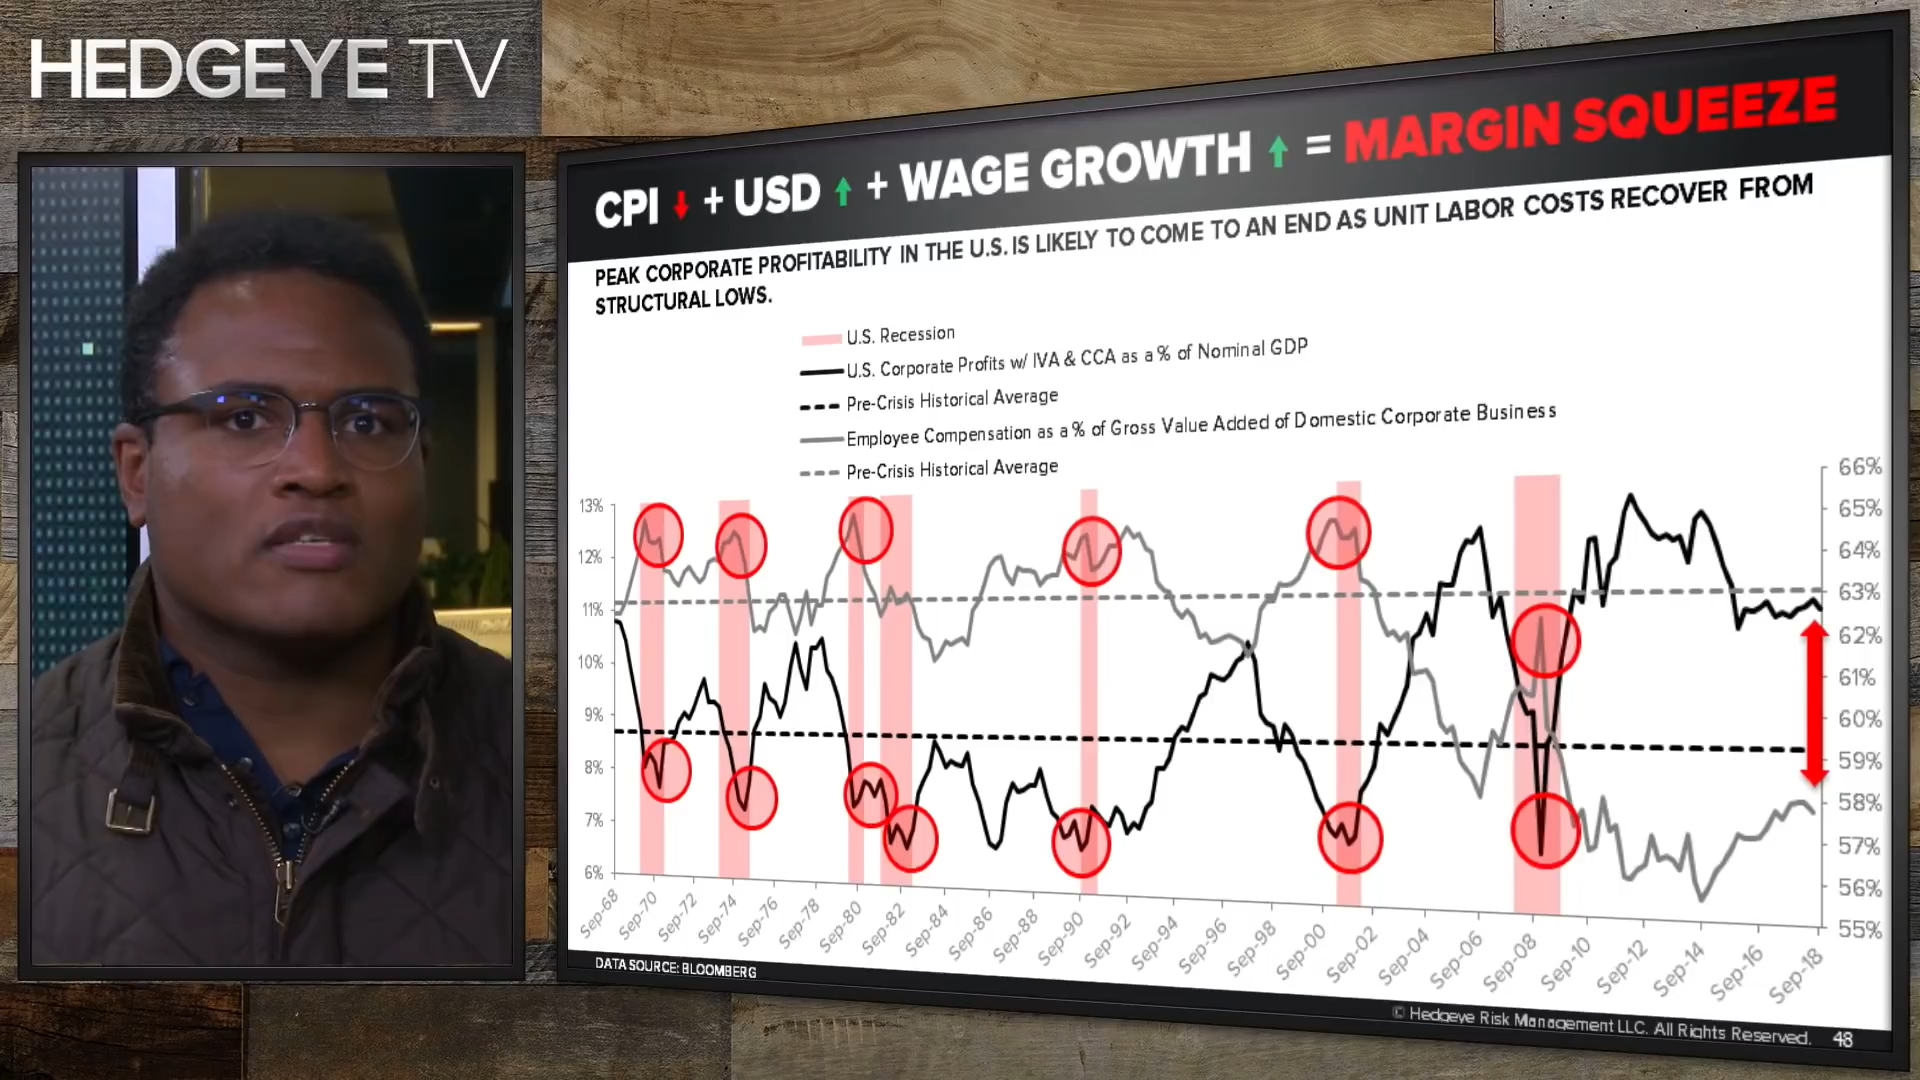 HEDGEYE TV
CPI ↓ + USD ↑ + WAGE GROWTH ↑ = MARGIN SQUEEZE
PEAK CORPORATE PROFITABILITY IN THE U.S. IS LIKELY TO COME TO AN END AS UNIT LABOR COSTS RECOVER FROM
STRUCTURAL LOWS.
U.S. Recession
U.S. Corporate Profits w/ IVA & CCA as a % of Nominal GDP
Pre-Crisis Historical Average
Employee Compensation as a % of Gross Value Added of Domestic Corporate Business
Pre-Crisis Historical Average
13%
12%
11%
10%
9%
8%
7%
6%
66%
65%
64%
63%
62%
61%
60%
59%
58%
57%
56%
55%
Sep-68
Sep-70
Sep-72
Sep-74
Sep-76
Sep-78
Sep-80
Sep-82
Sep-84
Sep-86
Sep-88
Sep-90
Sep-92
Sep-94
Sep-96
Sep-98
Sep-00
Sep-02
Sep-04
Sep-06
Sep-08
Sep-10
Sep-12
Sep-14
Sep-16
Sep-18
DATA SOURCE: BLOOMBERG
© Hedgeye Risk Management LLC. All Rights Reserved. 48